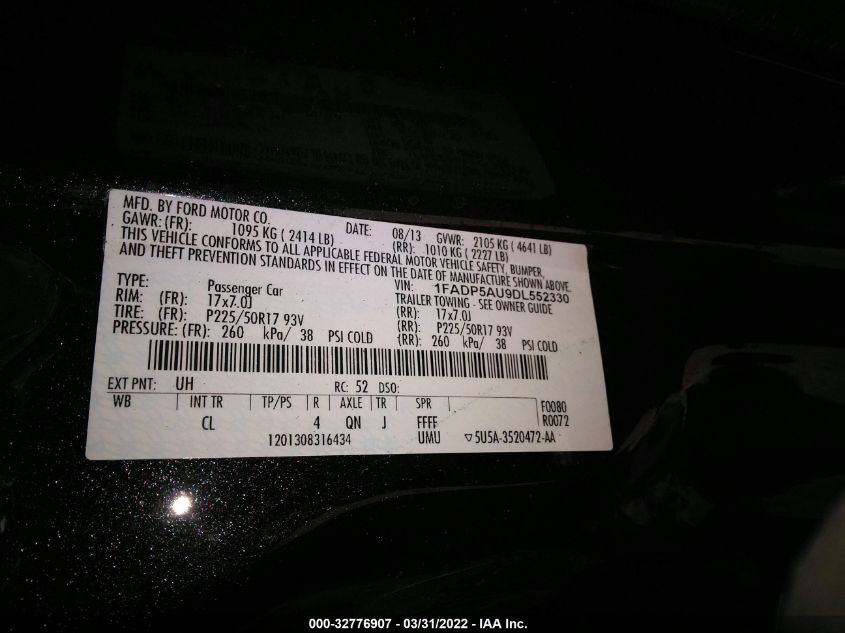 MFD. BY FORD MOTOR CO. DATE: 08/13 GVWR: 2105 KG ( 4641 LB)
GAWR: (FR): 1095 KG ( 2414 LB) (RR): 1010 KG ( 2227 LB)
THIS VEHICLE CONFORMS TO ALL APPLICABLE FEDERAL MOTOR VEHICLE SAFETY, BUMPER,
AND THEFT PREVENTION STANDARDS IN EFFECT ON THE DATE OF MANUFACTURE SHOWN ABOVE.
VIN: 1FADP5AU9DL552330
TYPE: Passenger Car TRAILER TOWING - SEE OWNER GUIDE
RIM: (FR): 17x7.0J (RR): 17x7.0J
TIRE: (FR): P225/50R17 93V (RR): P225/50R17 93V
PRESSURE: (FR): 260 kPa/ 38 PSI COLD (RR): 260 kPa/ 38 PSI COLD
EXT PNT: UH RC: 52 DSO:
WB INT TR TP/PS R AXLE TR SPR F0080
CL 4 QN J FFFF R0072
1201308316434 UMU ▽5U5A-3520472-AA
000-32776907 - 03/31/2022 - IAA Inc.